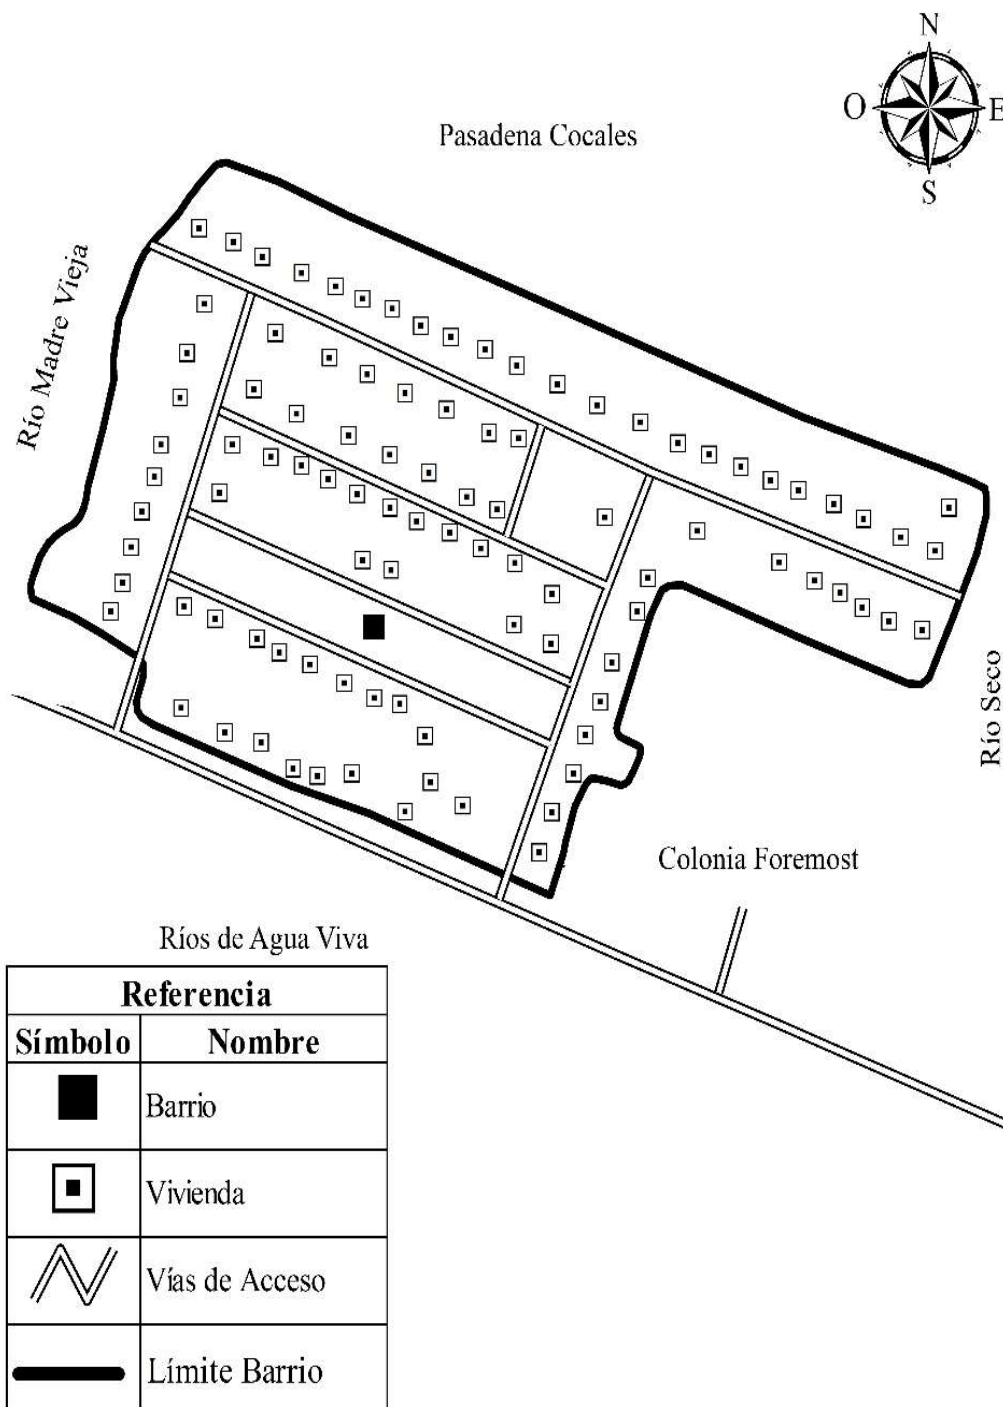 N
O
E
S
Pasadena Cocales
Río Madre Vieja
Río Seco
Colonia Foremost
Ríos de Agua Viva
Referencia
Símbolo Nombre
Barrio
Vivienda
Vías de Acceso
Límite Barrio